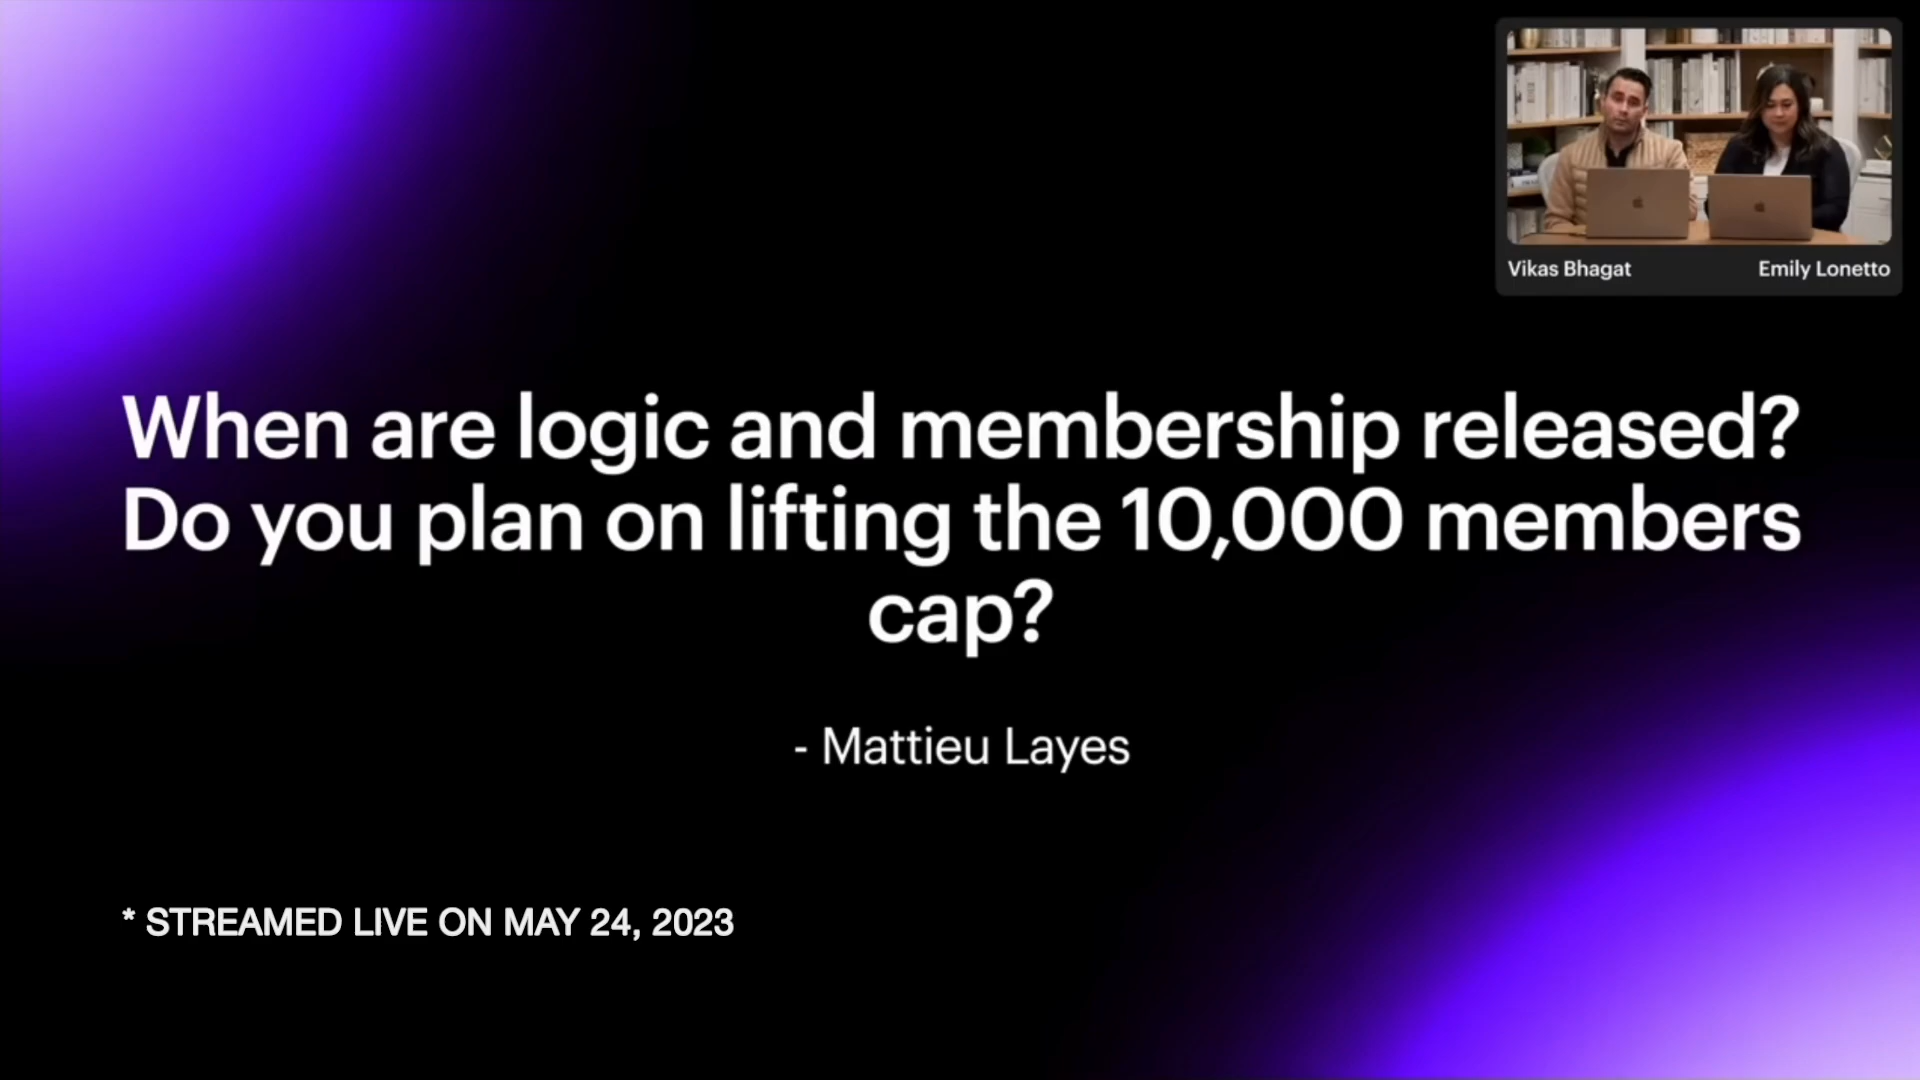 Vikas Bhagat
Emily Lonetto
When are logic and membership released?
Do you plan on lifting the 10,000 members
cap?
- Mattieu Layes
* STREAMED LIVE ON MAY 24, 2023